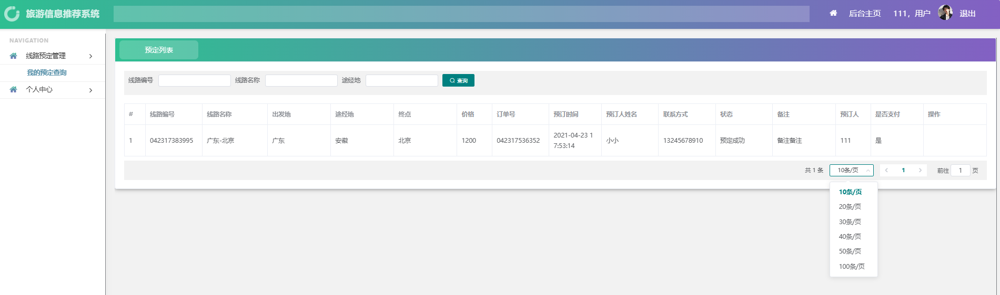 旅游信息推荐系统
后台主页
111，用户
退出
NAVIGATION
线路预定管理
我的预定查询
个人中心
预定列表
线路编号
线路名称
途经地
查询
# 线路编号 线路名称 出发地 途经地 终点 价格 订单号 预订时间 预订人姓名 联系方式 状态 备注 预订人 是否支付 操作
1 042317383995 广东-北京 广东 安徽 北京 1200 042317536352 2021-04-23 1 小小 13245678910 预定成功 备注备注 111 是
7:53:14
共 1 条 10条/页 1 前往 1 页
10条/页
20条/页
30条/页
40条/页
50条/页
100条/页